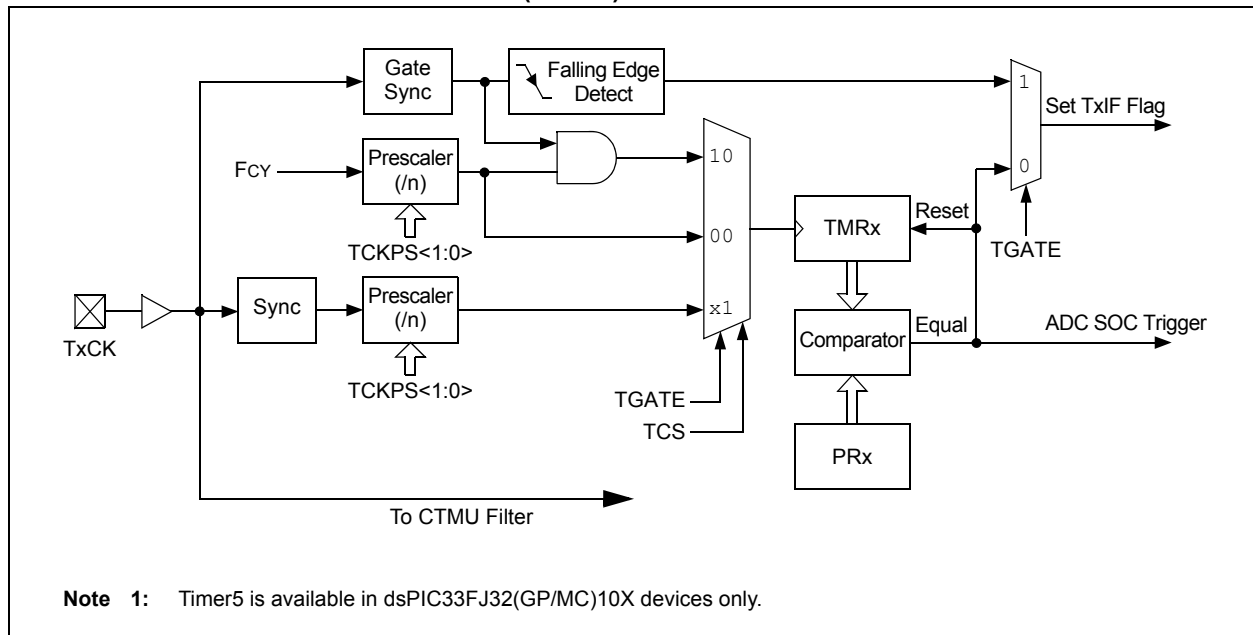 Gate
Sync
Falling Edge
Detect
1
Set TxIF Flag
0
TGATE
FCY
Prescaler
(/n)
TCKPS<1:0>
10
00
x1
TMRx
Reset
TxCK
Sync
Prescaler
(/n)
TCKPS<1:0>
Comparator
Equal
ADC SOC Trigger
TGATE
TCS
PRx
To CTMU Filter
Note 1: Timer5 is available in dsPIC33FJ32(GP/MC)10X devices only.